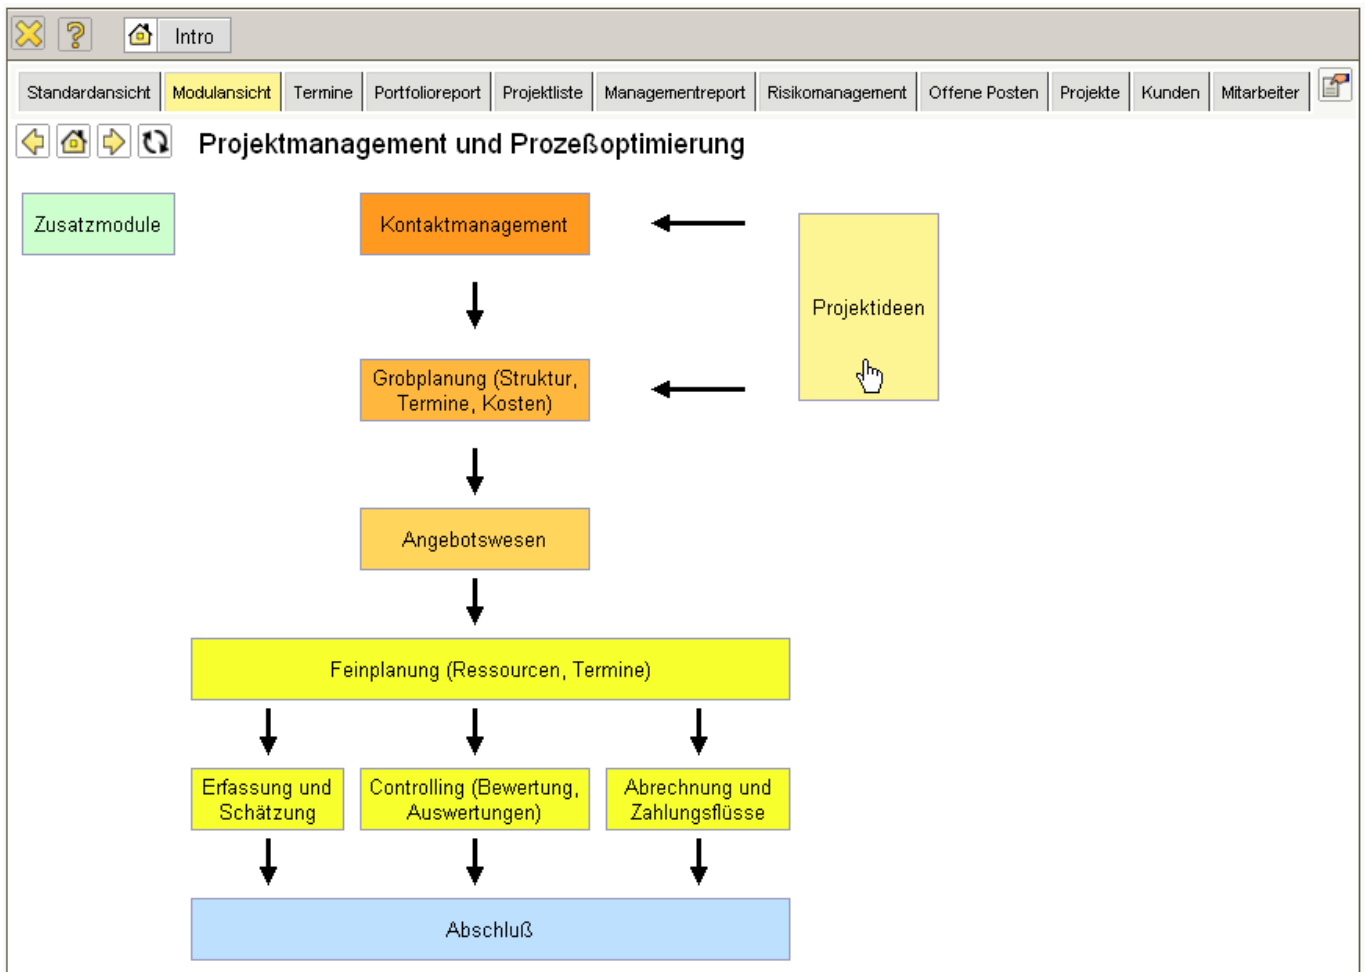 Intro
Standardansicht Modulansicht Termine Portfolioreport Projektliste Managementreport Risikomanagement Offene Posten Projekte Kunden Mitarbeiter
Projektmanagement und Prozeßoptimierung
Zusatzmodule
Kontaktmanagement
Projektideen
Grobplanung (Struktur,
Termine, Kosten)
Angebotswesen
Feinplanung (Ressourcen, Termine)
Erfassung und
Schätzung
Controlling (Bewertung,
Auswertungen)
Abrechnung und
Zahlungsflüsse
Abschluß